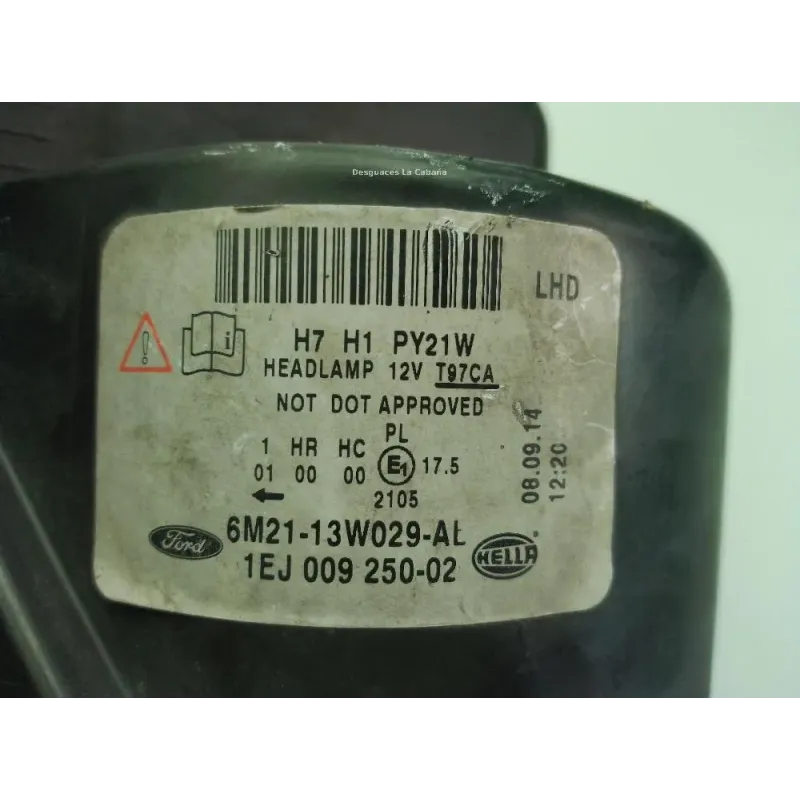 Desguaces La Cabaña
LHD
H7 H1 PY21W
HEADLAMP 12V T97CA
NOT DOT APPROVED
PL
1 HR HC E1 17.5
01 00 00
2105
08.09.14
12:20
Ford 6M21-13W029-AL
1EJ 009 250-02 HELLA